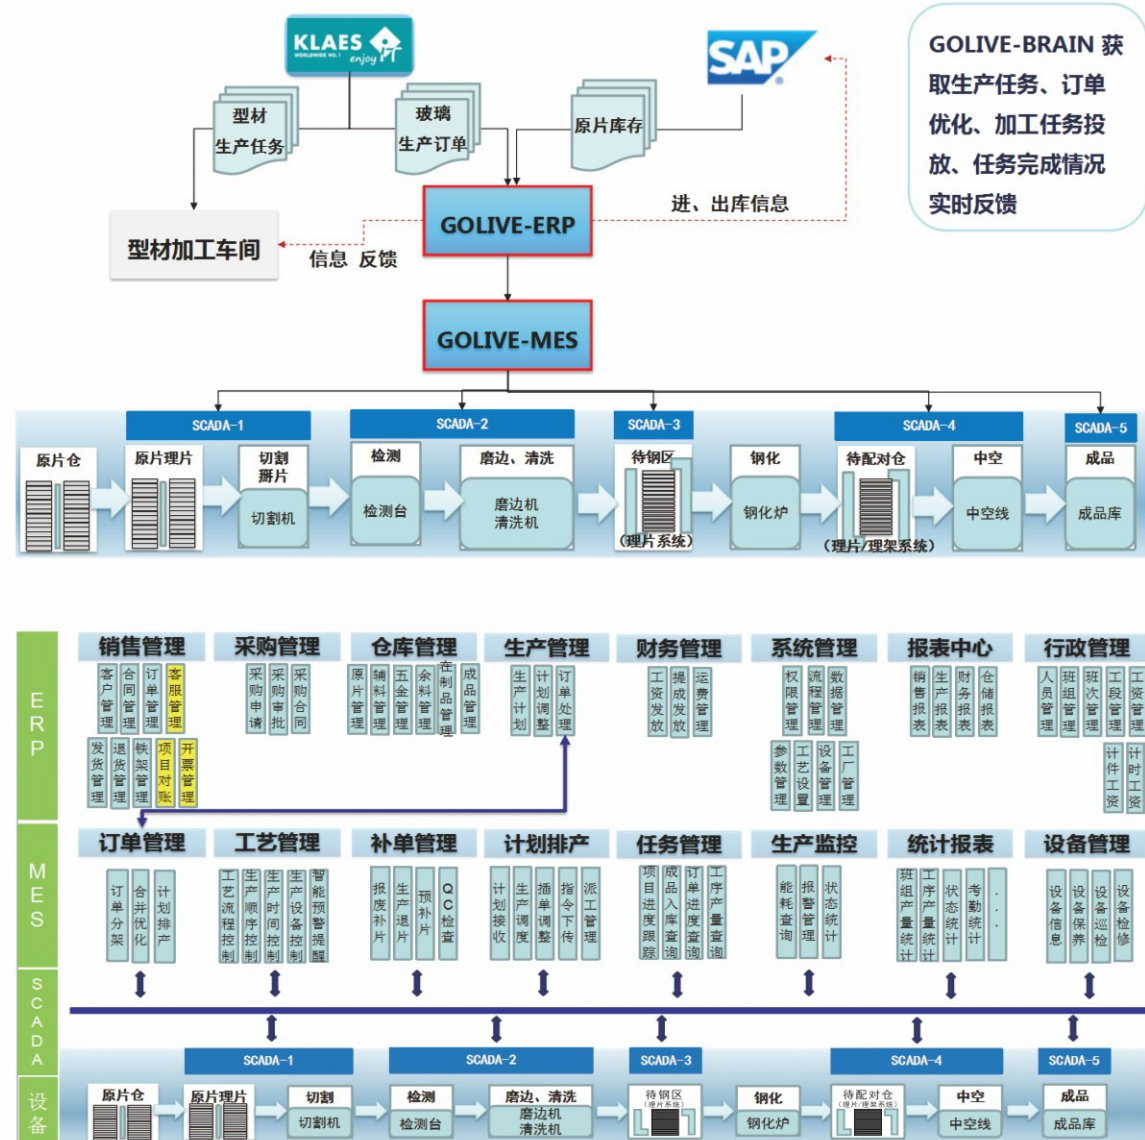 KLAES
WORLDWIDE NO.1
enjoy IT
SAP
GOLIVE-BRAIN 获
取生产任务、订单
优化、加工任务投
放、任务完成情况
实时反馈
型材
生产任务
玻璃
生产订单
原片库存
GOLIVE-ERP
进、出库信息
型材加工车间
信息 反馈
GOLIVE-MES
SCADA-1
SCADA-2
SCADA-3
SCADA-4
SCADA-5
原片仓
原片理片
切割
掰片
切割机
检测
检测台
磨边、清洗
磨边机
清洗机
待钢区
(理片系统)
钢化
钢化炉
待配对仓
(理片/理架系统)
中空
中空线
成品
成品库
ERP
销售管理
客户管理
合同管理
订单管理
客服管理
发货管理
退货管理
铁架管理
项目对账
开票管理
采购管理
采购申请
采购审批
采购合同
仓库管理
原片管理
辅料管理
五金管理
余料管理
在制品管理
成品管理
生产管理
生产计划
计划调整
订单处理
财务管理
工资发放
提成发放
运费管理
系统管理
权限管理
流程管理
数据管理
参数管理
工艺设置
设备管理
工厂管理
报表中心
销售报表
生产报表
财务报表
仓储报表
行政管理
人员管理
班组管理
班次管理
工段管理
工资管理
计件工资
计时工资
MES
订单管理
订单分架
合并优化
计划排产
工艺管理
工艺流程控制
生产顺序控制
生产时间控制
生产设备控制
智能预警提醒
补单管理
报废补片
生产退片
预补片
QC检查
计划排产
计划接收
生产调度
插单调整
指令下传
派工管理
任务管理
项目进度跟踪
成品入库查询
订单进度查询
工序产量查询
生产监控
能耗查询
报警管理
状态统计
统计报表
班组产量统计
工序产量统计
状态统计
考勤统计
...
设备管理
设备信息
设备保养
设备巡检
设备检修
SCADA
SCADA-1
SCADA-2
SCADA-3
SCADA-4
SCADA-5
设备
原片仓
原片理片
切割
切割机
检测
检测台
磨边、清洗
磨边机
清洗机
待钢区
(理片系统)
钢化
钢化炉
待配对仓
(理片/理架系统)
中空
中空线
成品
成品库